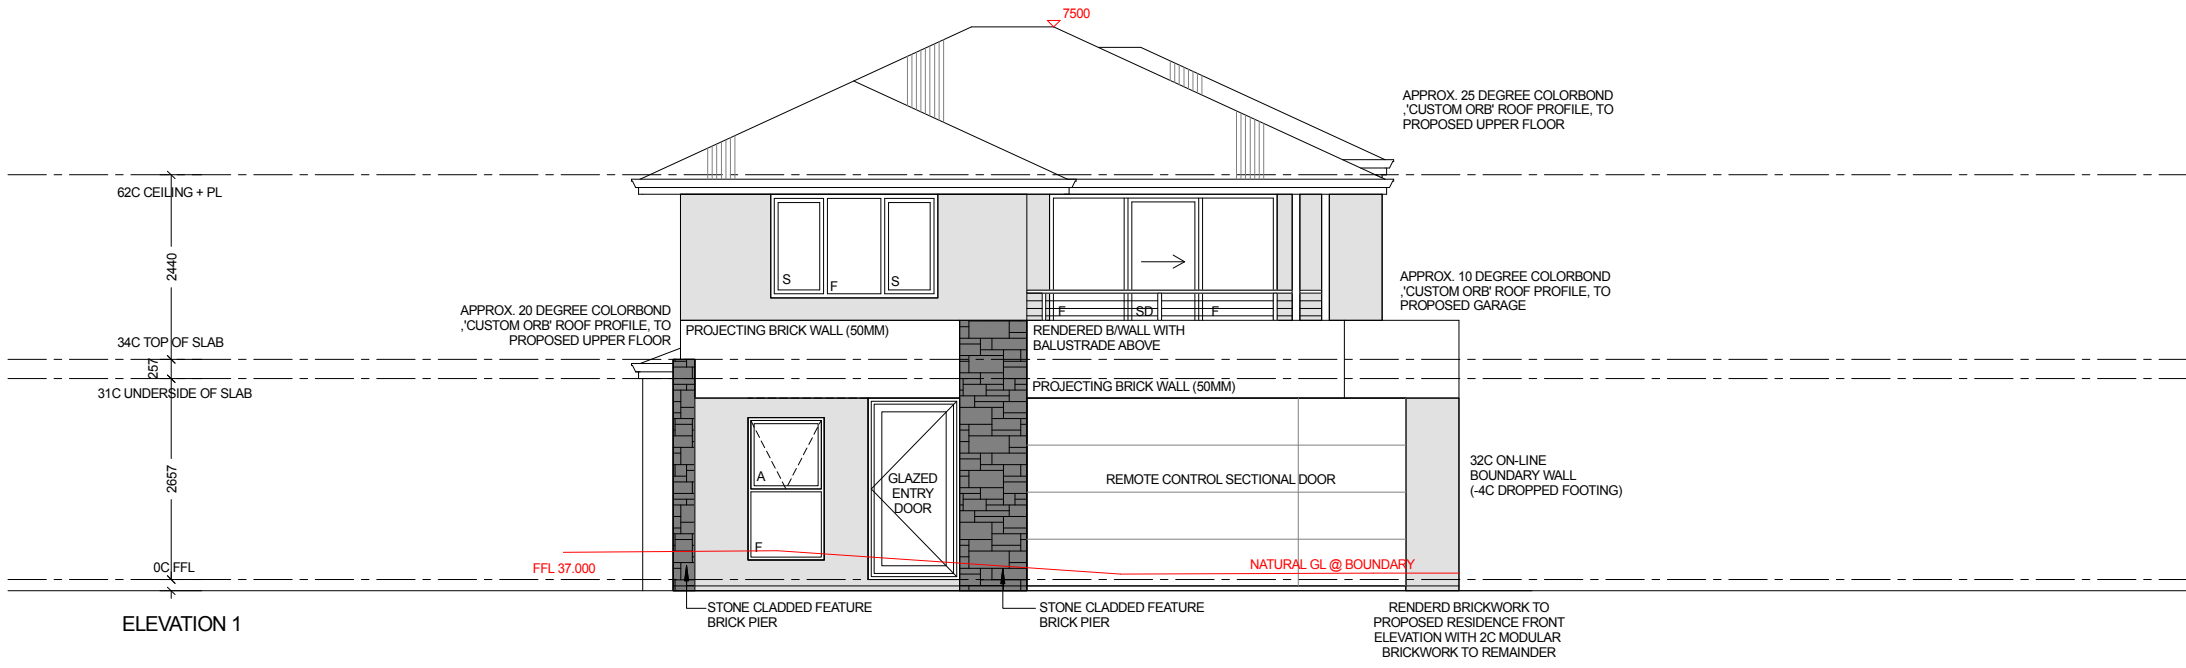 7500
APPROX. 25 DEGREE COLORBOND
,'CUSTOM ORB' ROOF PROFILE, TO
PROPOSED UPPER FLOOR
62C CEILING + PL
2440
S
F
S
APPROX. 10 DEGREE COLORBOND
,'CUSTOM ORB' ROOF PROFILE, TO
PROPOSED GARAGE
APPROX. 20 DEGREE COLORBOND
,'CUSTOM ORB' ROOF PROFILE, TO
PROPOSED UPPER FLOOR
F
SD
F
PROJECTING BRICK WALL (50MM)
RENDERED B/WALL WITH
BALUSTRADE ABOVE
34C TOP OF SLAB
257
31C UNDERSIDE OF SLAB
PROJECTING BRICK WALL (50MM)
2657
A
F
GLAZED
ENTRY
DOOR
REMOTE CONTROL SECTIONAL DOOR
32C ON-LINE
BOUNDARY WALL
(-4C DROPPED FOOTING)
0C FFL
FFL 37.000
NATURAL GL @ BOUNDARY
ELEVATION 1
STONE CLADDED FEATURE
BRICK PIER
STONE CLADDED FEATURE
BRICK PIER
RENDERD BRICKWORK TO
PROPOSED RESIDENCE FRONT
ELEVATION WITH 2C MODULAR
BRICKWORK TO REMAINDER